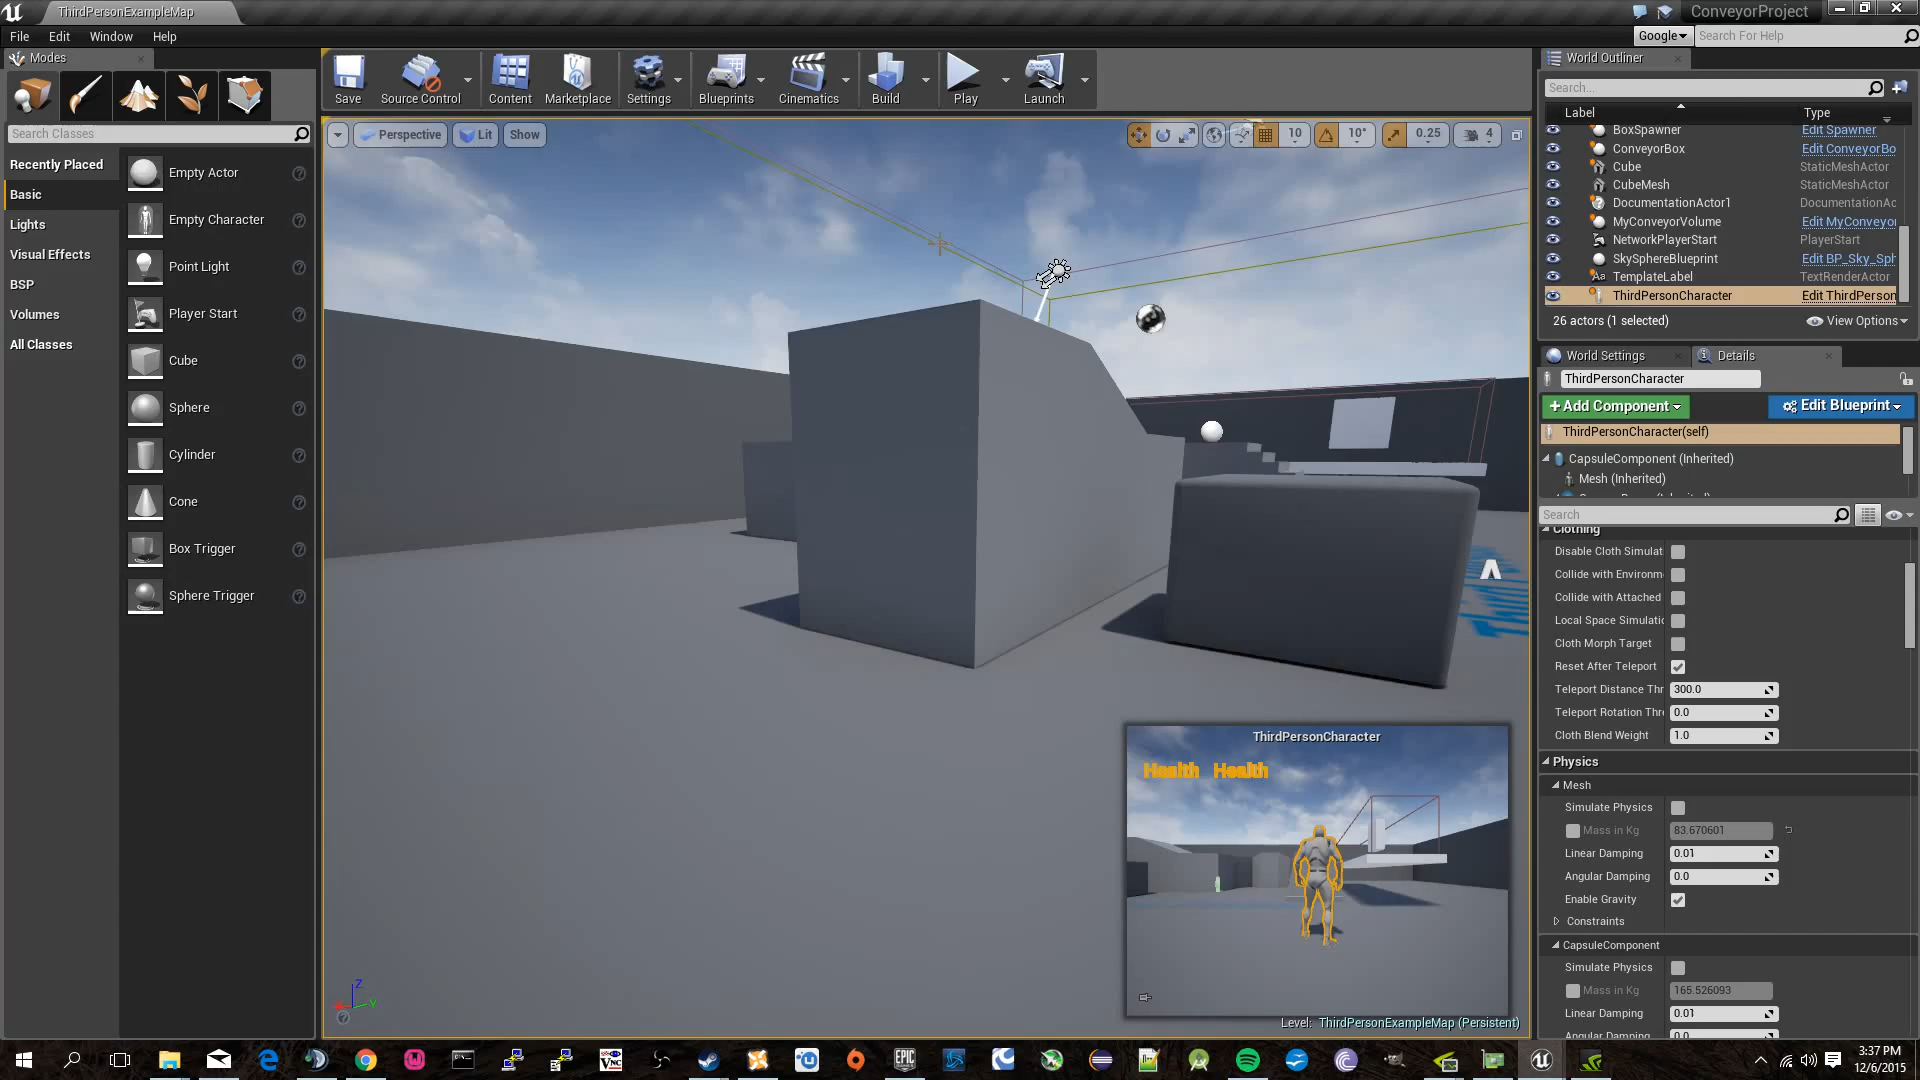 ThirdPersonExampleMap
ConveyorProject
File Edit Window Help
Google
Search For Help
Modes
Search Classes
Recently Placed
Basic
Lights
Visual Effects
BSP
Volumes
All Classes
Empty Actor
Empty Character
Point Light
Player Start
Cube
Sphere
Cylinder
Cone
Box Trigger
Sphere Trigger
Save
Source Control
Content
Marketplace
Settings
Blueprints
Cinematics
Build
Play
Launch
Perspective
Lit
Show
10
10°
0.25
4
ThirdPersonCharacter
Health Health
Level: ThirdPersonExampleMap (Persistent)
World Outliner
Search...
Label Type
BoxSpawner Edit Spawner
ConveyorBox Edit ConveyorBo
Cube StaticMeshActor
CubeMesh StaticMeshActor
DocumentationActor1 DocumentationAc
MyConveyorVolume Edit MyConveyor
NetworkPlayerStart PlayerStart
SkySphereBlueprint Edit BP_Sky_Sph
TemplateLabel TextRenderActor
ThirdPersonCharacter Edit ThirdPerson
26 actors (1 selected)
View Options
World Settings
Details
ThirdPersonCharacter
+Add Component
Edit Blueprint
ThirdPersonCharacter(self)
CapsuleComponent (Inherited)
Mesh (Inherited)
Search
Clothing
Disable Cloth Simulat
Collide with Environm
Collide with Attached
Local Space Simulatio
Cloth Morph Target
Reset After Teleport
Teleport Distance Thr 300.0
Teleport Rotation Thre 0.0
Cloth Blend Weight 1.0
Physics
Mesh
Simulate Physics
Mass in Kg 83.670601
Linear Damping 0.01
Angular Damping 0.0
Enable Gravity
Constraints
CapsuleComponent
Simulate Physics
Mass in Kg 165.526093
Linear Damping 0.01
Angular Damping 0.0
3:37 PM
12/6/2015